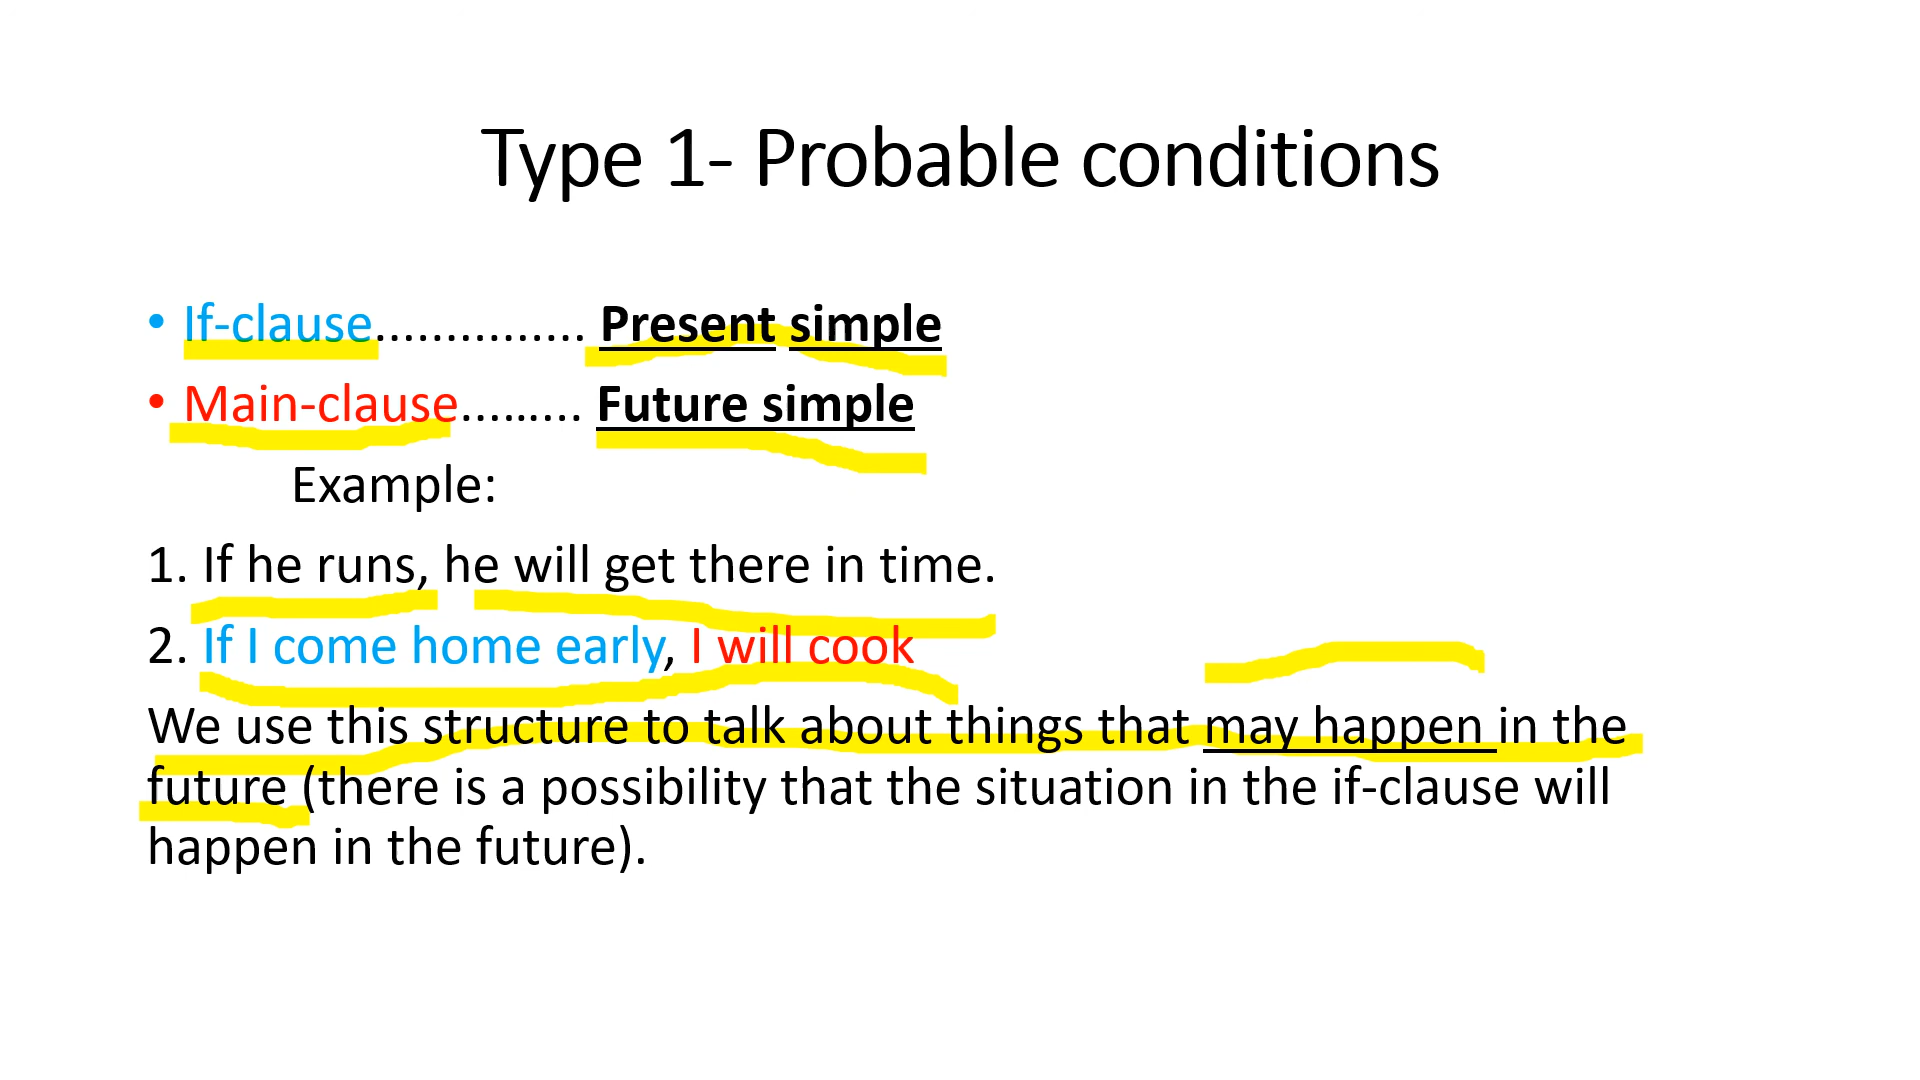 Type 1- Probable conditions
• If-clause............... Present simple
• Main-clause......... Future simple
Example:
1. If he runs, he will get there in time.
2. If I come home early, I will cook
We use this structure to talk about things that may happen in the
future (there is a possibility that the situation in the if-clause will
happen in the future).